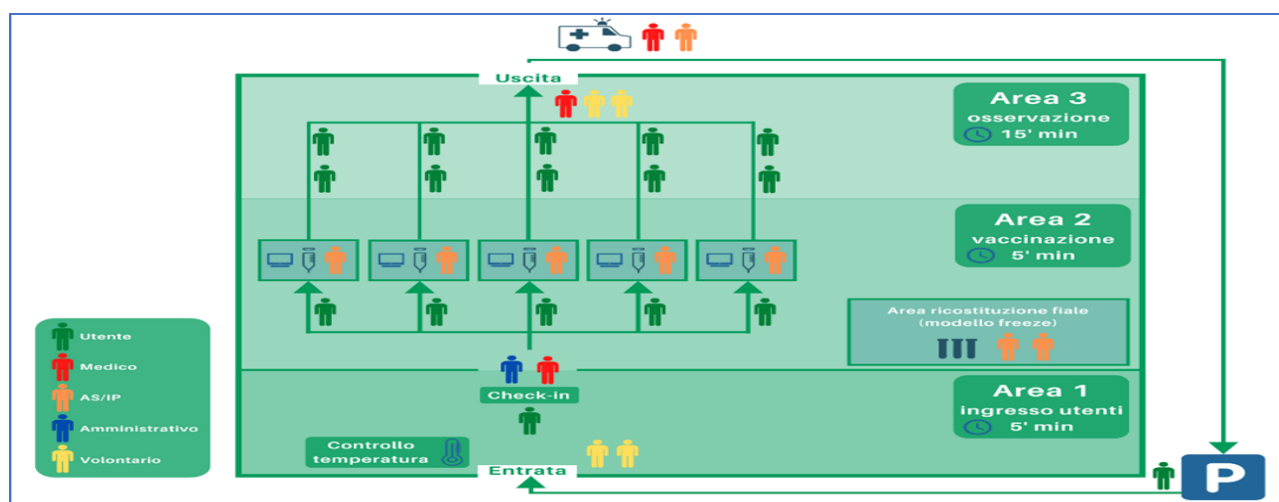 Uscita
Area 3
osservazione
15' min
Area 2
vaccinazione
5' min
Area ricostituzione fiale
(modello freeze)
Utente
Medico
AS/IP
Amministrativo
Volontario
Check-in
Area 1
ingresso utenti
5' min
Controllo
temperatura
Entrata
P